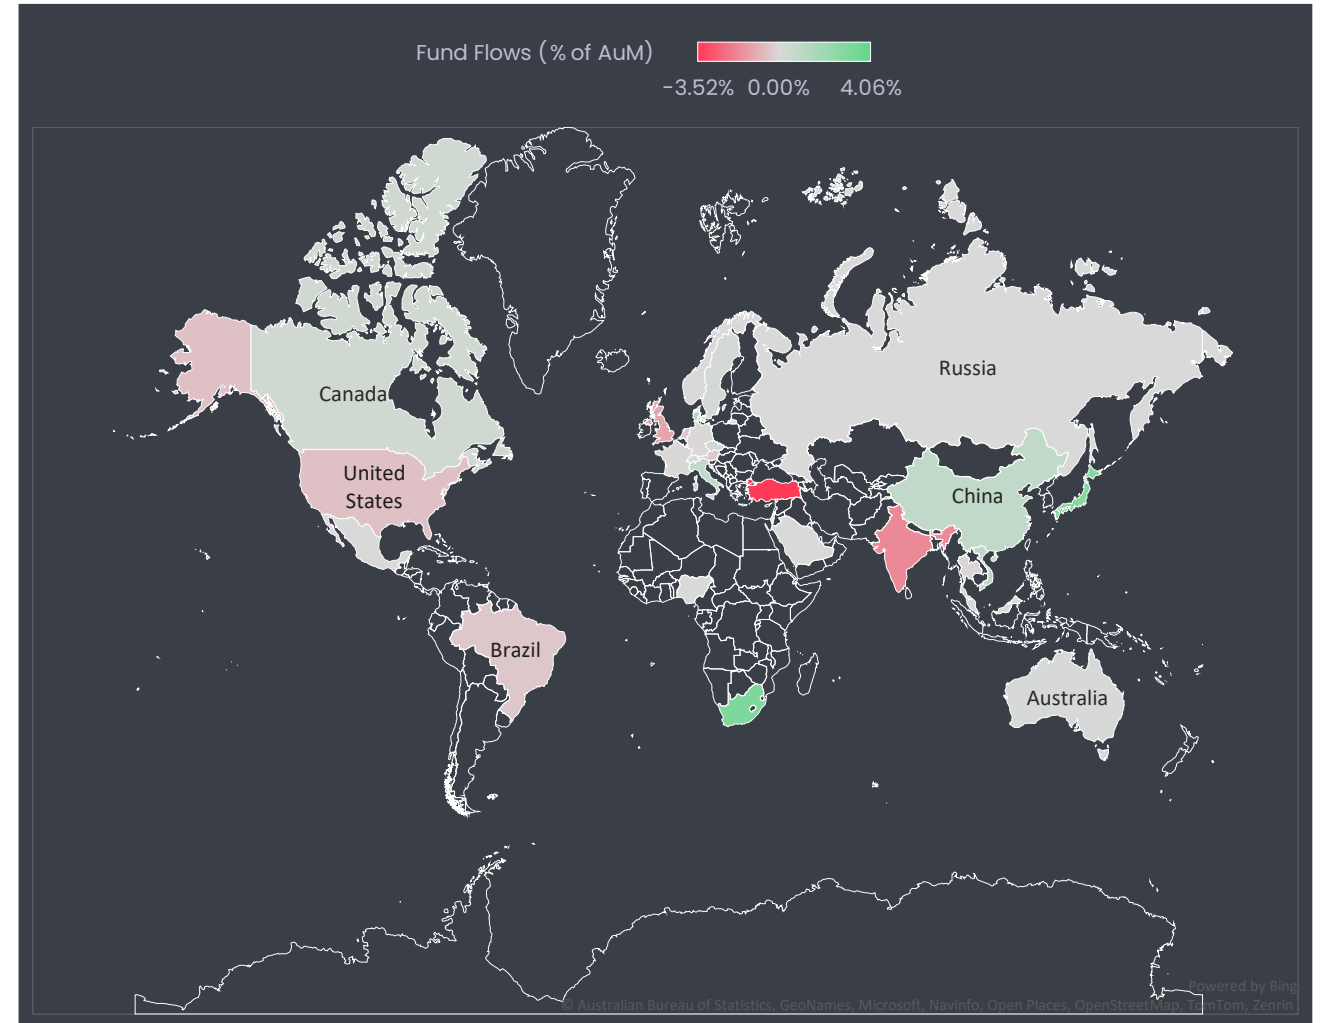 Fund Flows (% of AuM)
-3.52% 0.00% 4.06%
Canada
United
States
Russia
China
Brazil
Australia
Powered by Bing
© Australian Bureau of Statistics, GeoNames, Microsoft, Navinfo, Open Places, OpenStreetMap, TomTom, Zenrin